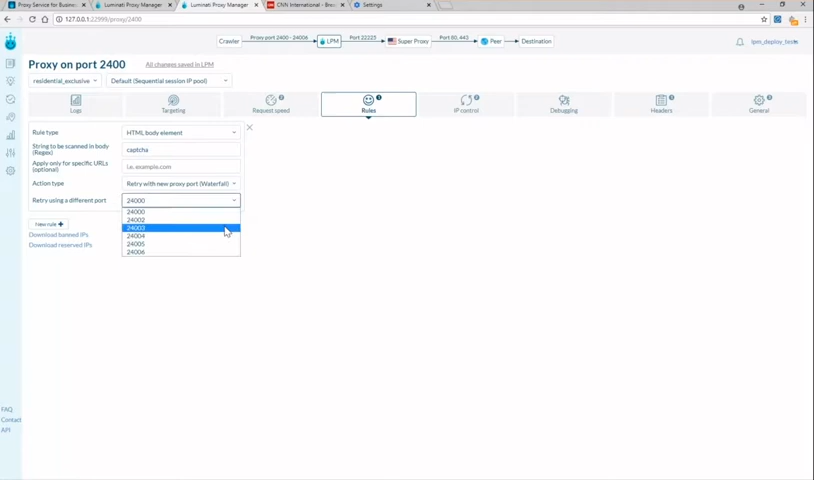 Proxy Service for Busines
Luminati Proxy Manager
Luminati Proxy Manager
CNN International - Brea
Settings
127.0.0.1:22999/proxy/2400
Crawler
Proxy port 2400 - 24006
LPM
Port 22225
Super Proxy
Port 80, 443
Peer
Destination
Proxy on port 2400
All changes saved in LPM
residential_exclusive
Default (Sequential session IP pool)
Logs
Targeting
Request speed
Rules
IP control
Debugging
Headers
General
Rule type
HTML body element
String to be scanned in body
(Regex)
captcha
Apply only for specific URLs
(optional)
i.e. example.com
Action type
Retry with new proxy port (Waterfall)
Retry using a different port
24000
24000
24002
24003
24004
24005
24006
New rule
Download banned IPs
Download reserved IPs
FAQ
Contact
API